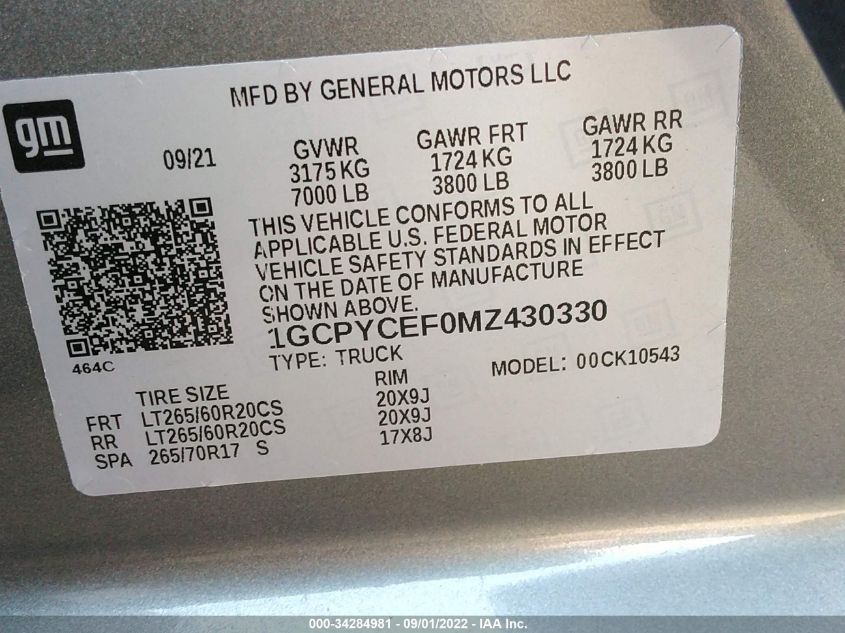 MFD BY GENERAL MOTORS LLC
gm
09/21
GVWR
3175 KG
7000 LB
GAWR FRT
1724 KG
3800 LB
GAWR RR
1724 KG
3800 LB
THIS VEHICLE CONFORMS TO ALL
APPLICABLE U.S. FEDERAL MOTOR
VEHICLE SAFETY STANDARDS IN EFFECT
ON THE DATE OF MANUFACTURE
SHOWN ABOVE.
1GCPYCEF0MZ430330
464C
TYPE: TRUCK
MODEL: 00CK10543
TIRE SIZE RIM
FRT LT265/60R20CS 20X9J
RR LT265/60R20CS 20X9J
SPA 265/70R17 S 17X8J
000-34284981 - 09/01/2022 - IAA Inc.